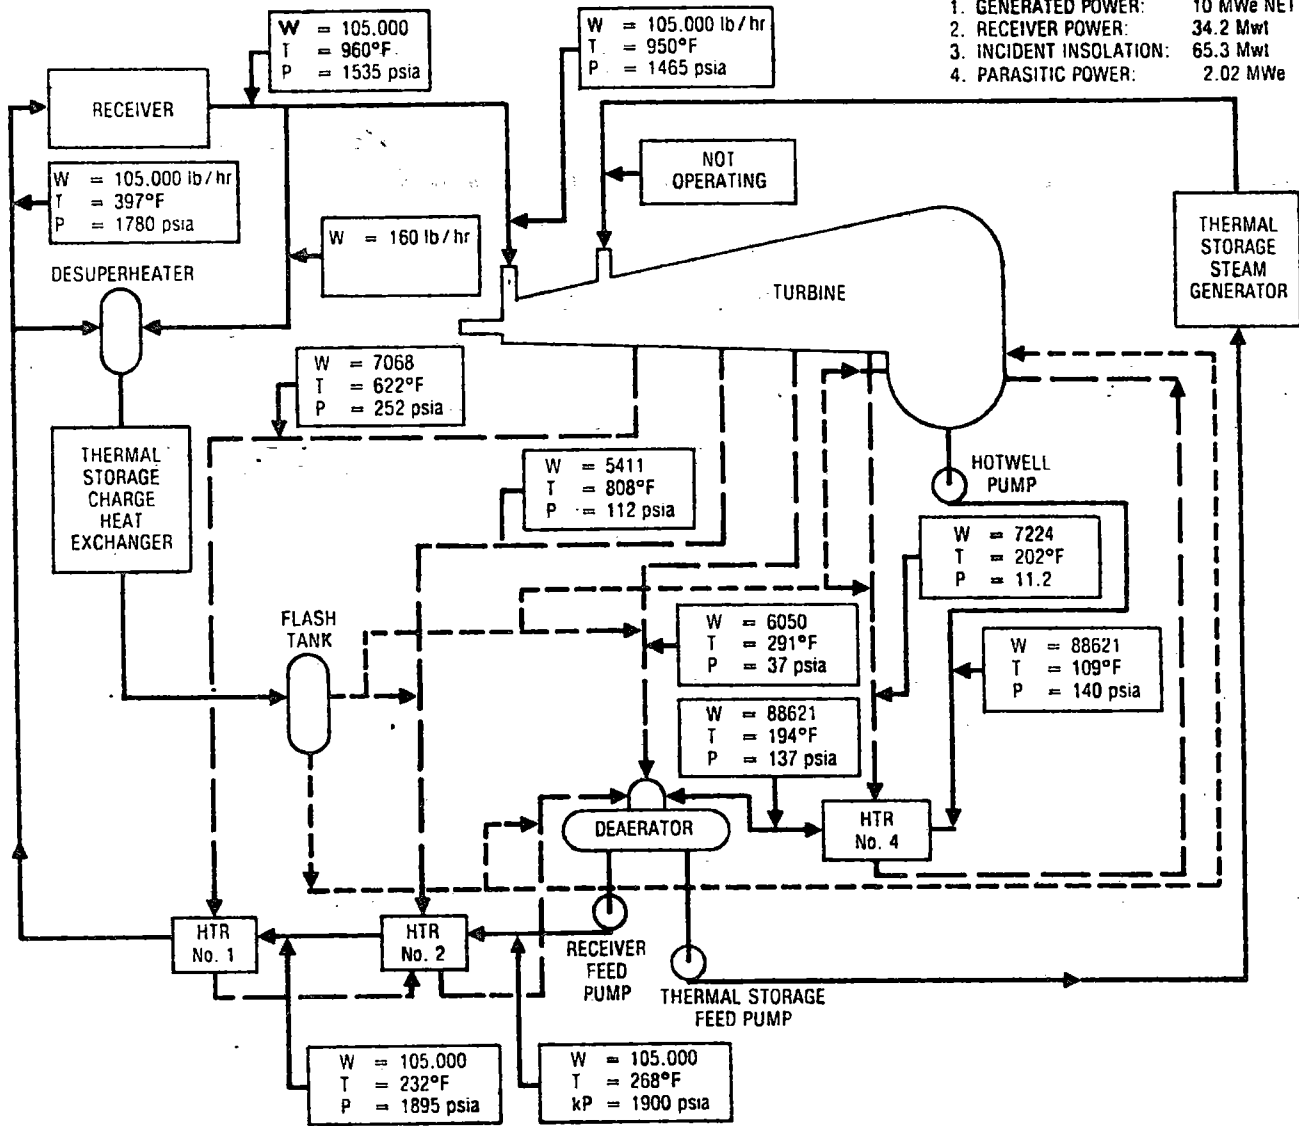 1. GENERATED POWER: 10 MWe NET
2. RECEIVER POWER: 34.2 Mwt
3. INCIDENT INSOLATION: 65.3 Mwt
4. PARASITIC POWER: 2.02 MWe
W = 105.000
T = 960°F
P = 1535 psia
W = 105.000 lb/hr
T = 950°F
P = 1465 psia
RECEIVER
NOT
OPERATING
W = 105.000 lb/hr
T = 397°F
P = 1780 psia
W = 160 lb/hr
THERMAL
STORAGE
STEAM
GENERATOR
DESUPERHEATER
TURBINE
W = 7068
T = 622°F
P = 252 psia
THERMAL
STORAGE
CHARGE
HEAT
EXCHANGER
W = 5411
T = 808°F
P = 112 psia
HOTWELL
PUMP
W = 7224
T = 202°F
P = 11.2
FLASH
TANK
W = 6050
T = 291°F
P = 37 psia
W = 88621
T = 109°F
P = 140 psia
W = 88621
T = 194°F
P = 137 psia
DEAERATOR
HTR
No. 4
HTR
No. 1
HTR
No. 2
RECEIVER
FEED
PUMP
THERMAL STORAGE
FEED PUMP
W = 105.000
T = 232°F
P = 1895 psia
W = 105.000
T = 268°F
kP = 1900 psia